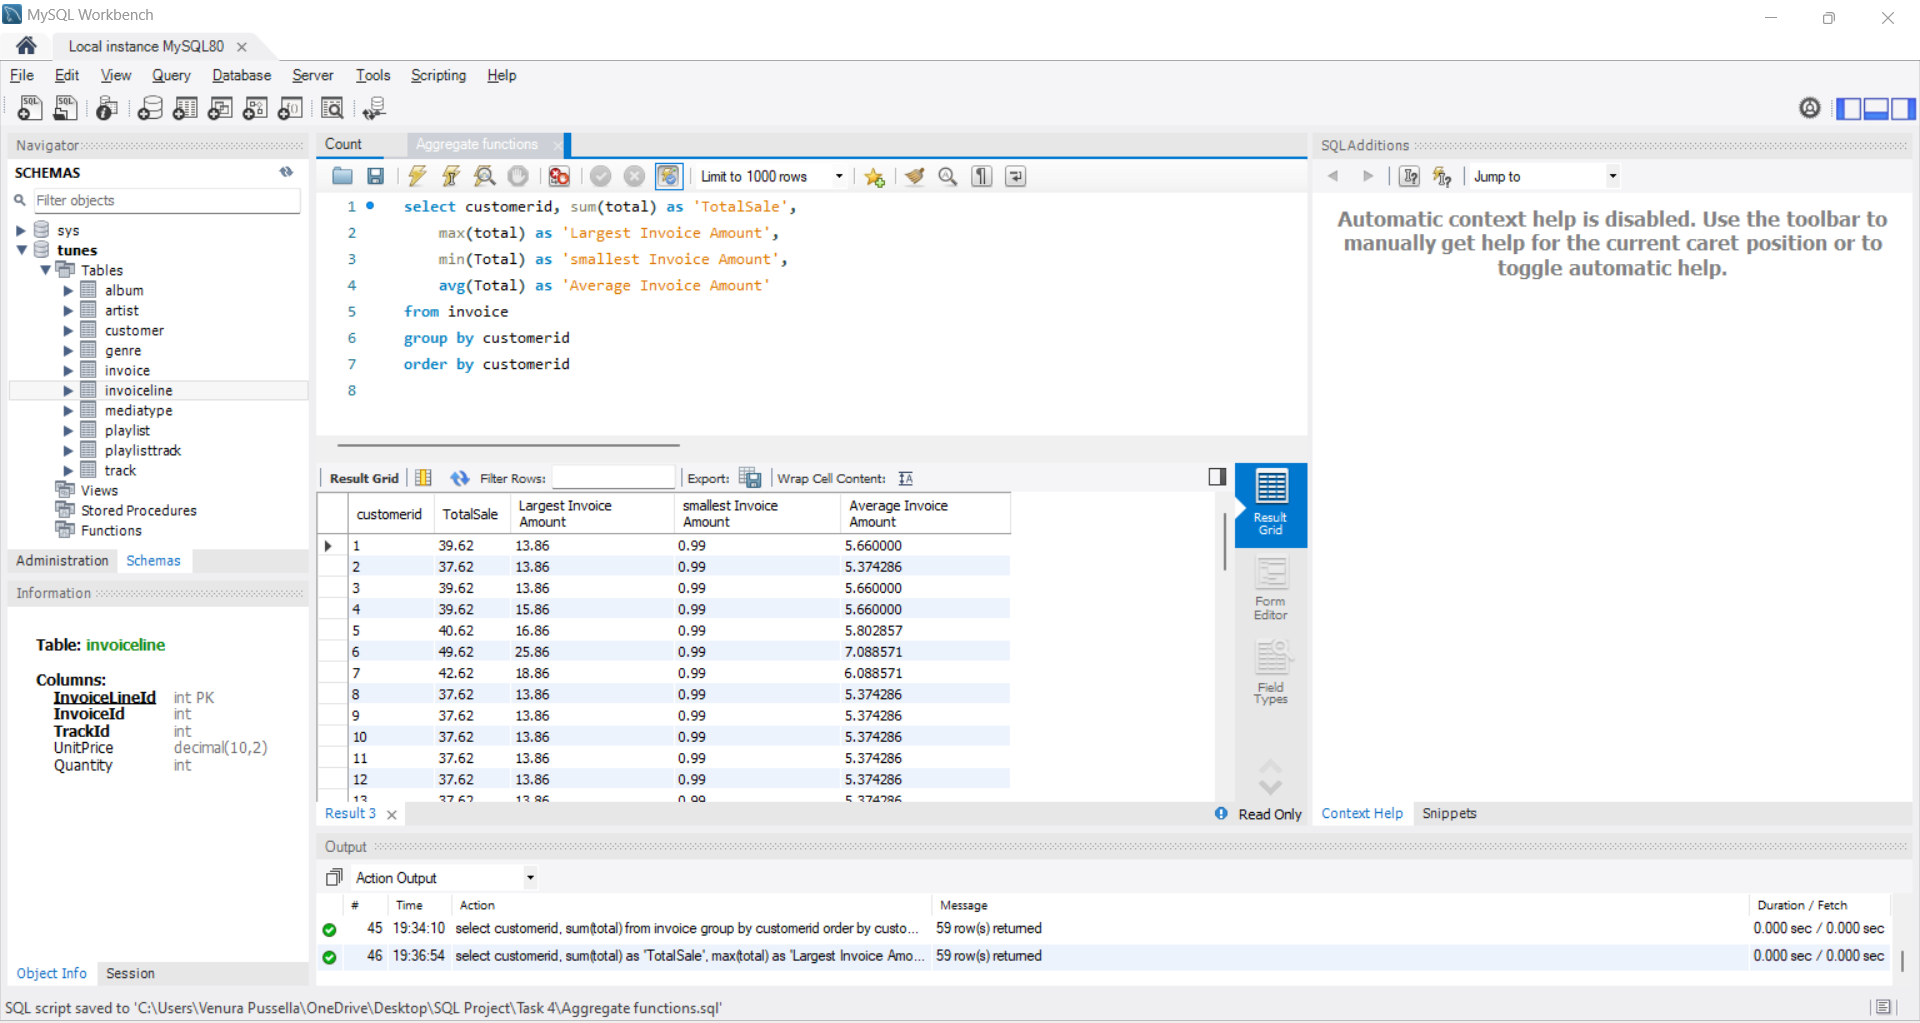 MySQL Workbench
Local instance MySQL80
File Edit View Query Database Server Tools Scripting Help
Navigator
SCHEMAS
Filter objects
sys
tunes
Tables
album
artist
customer
genre
invoice
invoiceline
mediatype
playlist
playlisttrack
track
Views
Stored Procedures
Functions
Administration Schemas
Information
Table: invoiceline
Columns:
InvoiceLineId int PK
InvoiceId int
TrackId int
UnitPrice decimal(10,2)
Quantity int
Object Info Session
Count Aggregate functions
Limit to 1000 rows
1 select customerid, sum(total) as 'TotalSale',
2 max(total) as 'Largest Invoice Amount',
3 min(Total) as 'smallest Invoice Amount',
4 avg(Total) as 'Average Invoice Amount'
5 from invoice
6 group by customerid
7 order by customerid
8
Result Grid Filter Rows: Export: Wrap Cell Content:
customerid TotalSale Largest Invoice Amount smallest Invoice Amount Average Invoice Amount
1 39.62 13.86 0.99 5.660000
2 37.62 13.86 0.99 5.374286
3 39.62 13.86 0.99 5.660000
4 39.62 15.86 0.99 5.660000
5 40.62 16.86 0.99 5.802857
6 49.62 25.86 0.99 7.088571
7 42.62 18.86 0.99 6.088571
8 37.62 13.86 0.99 5.374286
9 37.62 13.86 0.99 5.374286
10 37.62 13.86 0.99 5.374286
11 37.62 13.86 0.99 5.374286
12 37.62 13.86 0.99 5.374286
13 37.62 13.86 0.99 5.374286
Result Grid
Form Editor
Field Types
Result 3
Read Only
SQLAdditions
Jump to
Automatic context help is disabled. Use the toolbar to
manually get help for the current caret position or to
toggle automatic help.
Context Help Snippets
Output
Action Output
# Time Action Message Duration / Fetch
45 19:34:10 select customerid, sum(total) from invoice group by customerid order by custo... 59 row(s) returned 0.000 sec / 0.000 sec
46 19:36:54 select customerid, sum(total) as 'TotalSale', max(total) as 'Largest Invoice Amo... 59 row(s) returned 0.000 sec / 0.000 sec
SQL script saved to 'C:\Users\Venura Pussella\OneDrive\Desktop\SQL Project\Task 4\Aggregate functions.sql'